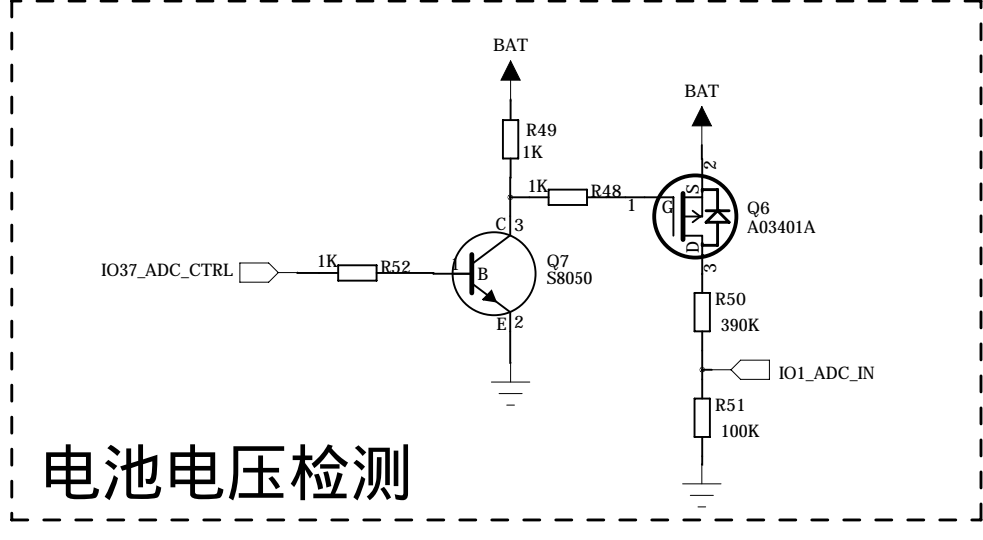 BAT
R49
1K
BAT
2
1K
R48
1
G
S
D
Q6
A03401A
3
C
3
IO37_ADC_CTRL
1K
R52
1
B
Q7
S8050
E
2
R50
390K
IO1_ADC_IN
R51
100K
电池电压检测